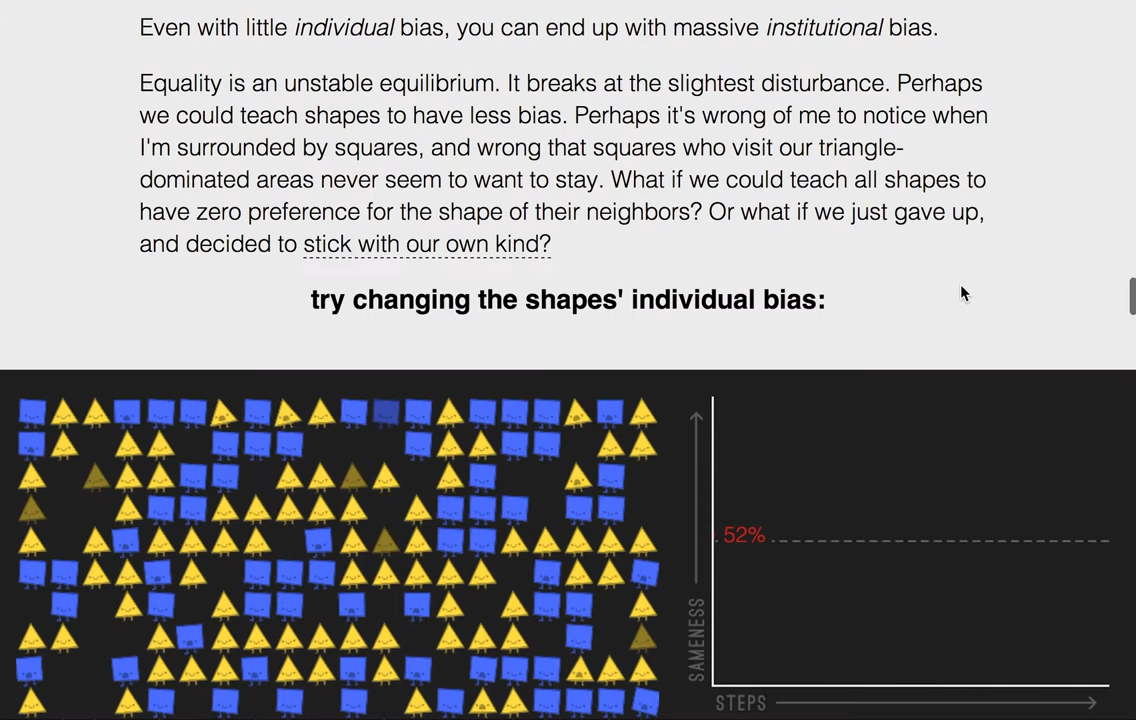 Even with little individual bias, you can end up with massive institutional bias.
Equality is an unstable equilibrium. It breaks at the slightest disturbance. Perhaps
we could teach shapes to have less bias. Perhaps it's wrong of me to notice when
I'm surrounded by squares, and wrong that squares who visit our triangle-
dominated areas never seem to want to stay. What if we could teach all shapes to
have zero preference for the shape of their neighbors? Or what if we just gave up,
and decided to stick with our own kind?
try changing the shapes' individual bias:
52%
SAMENESS
STEPS